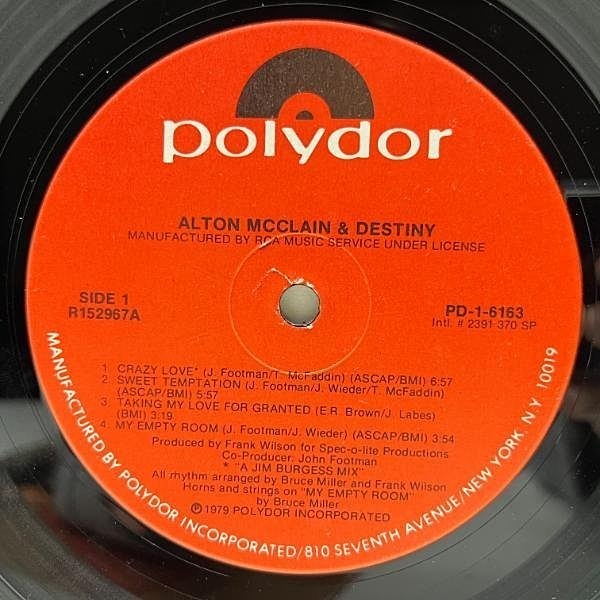 polydor
ALTON MCCLAIN & DESTINY
MANUFACTURED BY RCA MUSIC SERVICE UNDER LICENSE
SIDE 1
R152967A
PD-1-6163
Intl. # 2391-370 SP
1 CRAZY LOVE* (J. Footman/T. McFaddin) (ASCAP/BMI) 6:57
2 SWEET TEMPTATION (J. Footman/J. Wieder/T. McFaddin)
(ASCAP/BMI) 5:57
3 TAKING MY LOVE FOR GRANTED (E.R. Brown/J. Labes)
(BMI) 3:19
4 MY EMPTY ROOM (J. Footman/J. Wieder) (ASCAP/BMI) 3:54
Produced by Frank Wilson for Spec-o-lite Productions
Co-Producer: John Footman
* "A JIM BURGESS MIX"
All rhythm arranged by Bruce Miller and Frank Wilson
Horns and strings on "MY EMPTY ROOM"
by Bruce Miller
Ⓟ1979 POLYDOR INCORPORATED
MANUFACTURED BY POLYDOR INCORPORATED/810 SEVENTH AVENUE/NEW YORK, N.Y. 10019